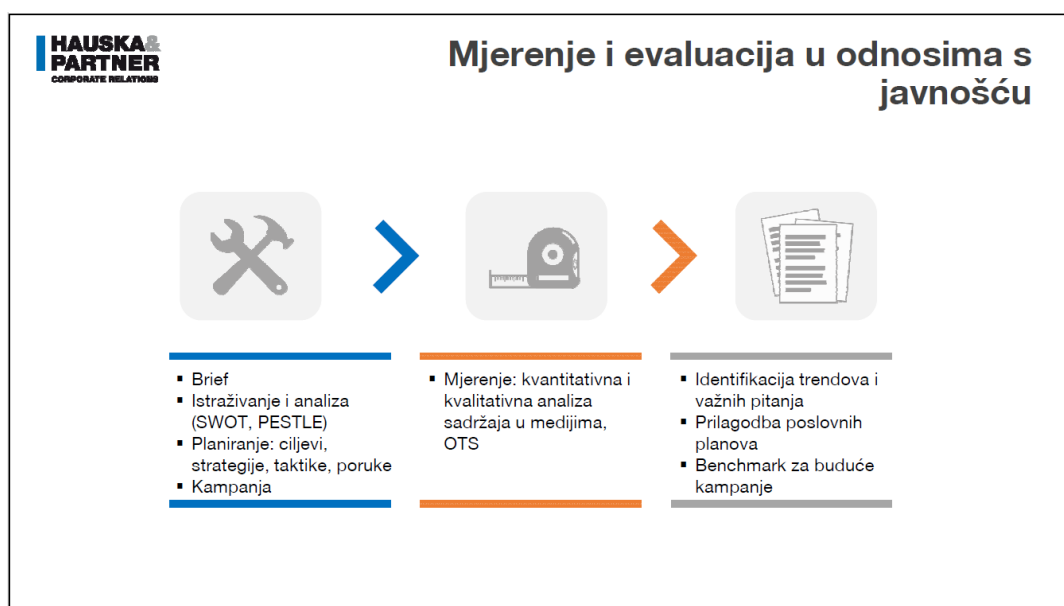 HAUSKA&
PARTNER
CORPORATE RELATIONS
Mjerenje i evaluacija u odnosima s
javnošću
▪ Brief
▪ Istraživanje i analiza
(SWOT, PESTLE)
▪ Planiranje: ciljevi,
strategije, taktike, poruke
▪ Kampanja
▪ Mjerenje: kvantitativna i
kvalitativna analiza
sadržaja u medijima,
OTS
▪ Identifikacija trendova i
važnih pitanja
▪ Prilagodba poslovnih
planova
▪ Benchmark za buduće
kampanje